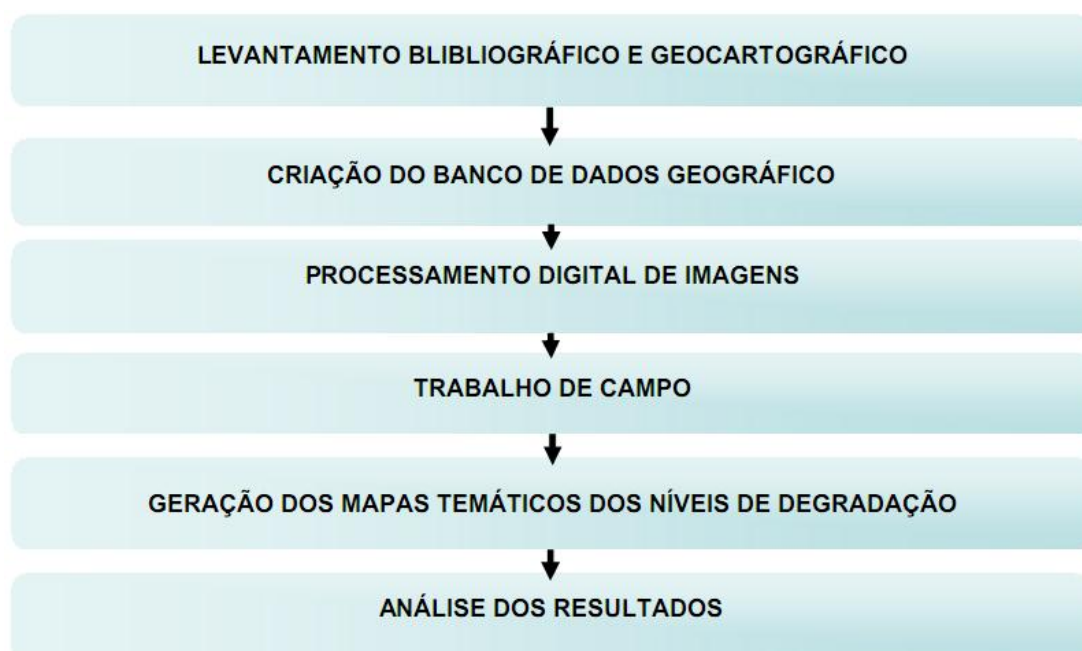 LEVANTAMENTO BLIBLIOGRÁFICO E GEOCARTOGRÁFICO
CRIAÇÃO DO BANCO DE DADOS GEOGRÁFICO
PROCESSAMENTO DIGITAL DE IMAGENS
TRABALHO DE CAMPO
GERAÇÃO DOS MAPAS TEMÁTICOS DOS NÍVEIS DE DEGRADAÇÃO
ANÁLISE DOS RESULTADOS